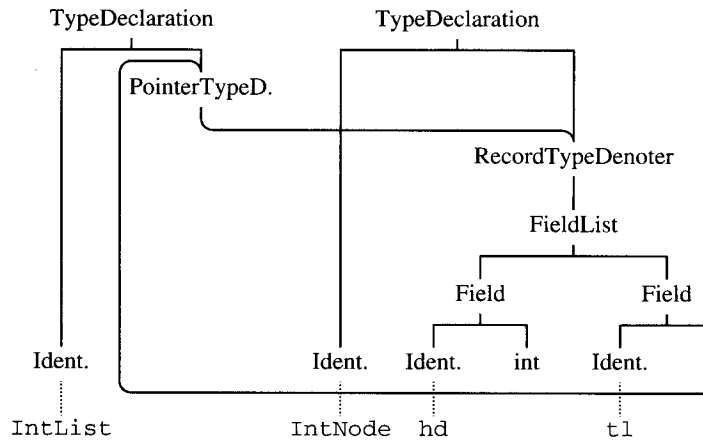 TypeDeclaration TypeDeclaration
PointerTypeD.
RecordTypeDenoter
FieldList
Field Field
Ident. Ident. Ident. int Ident.
IntList IntNode hd tl